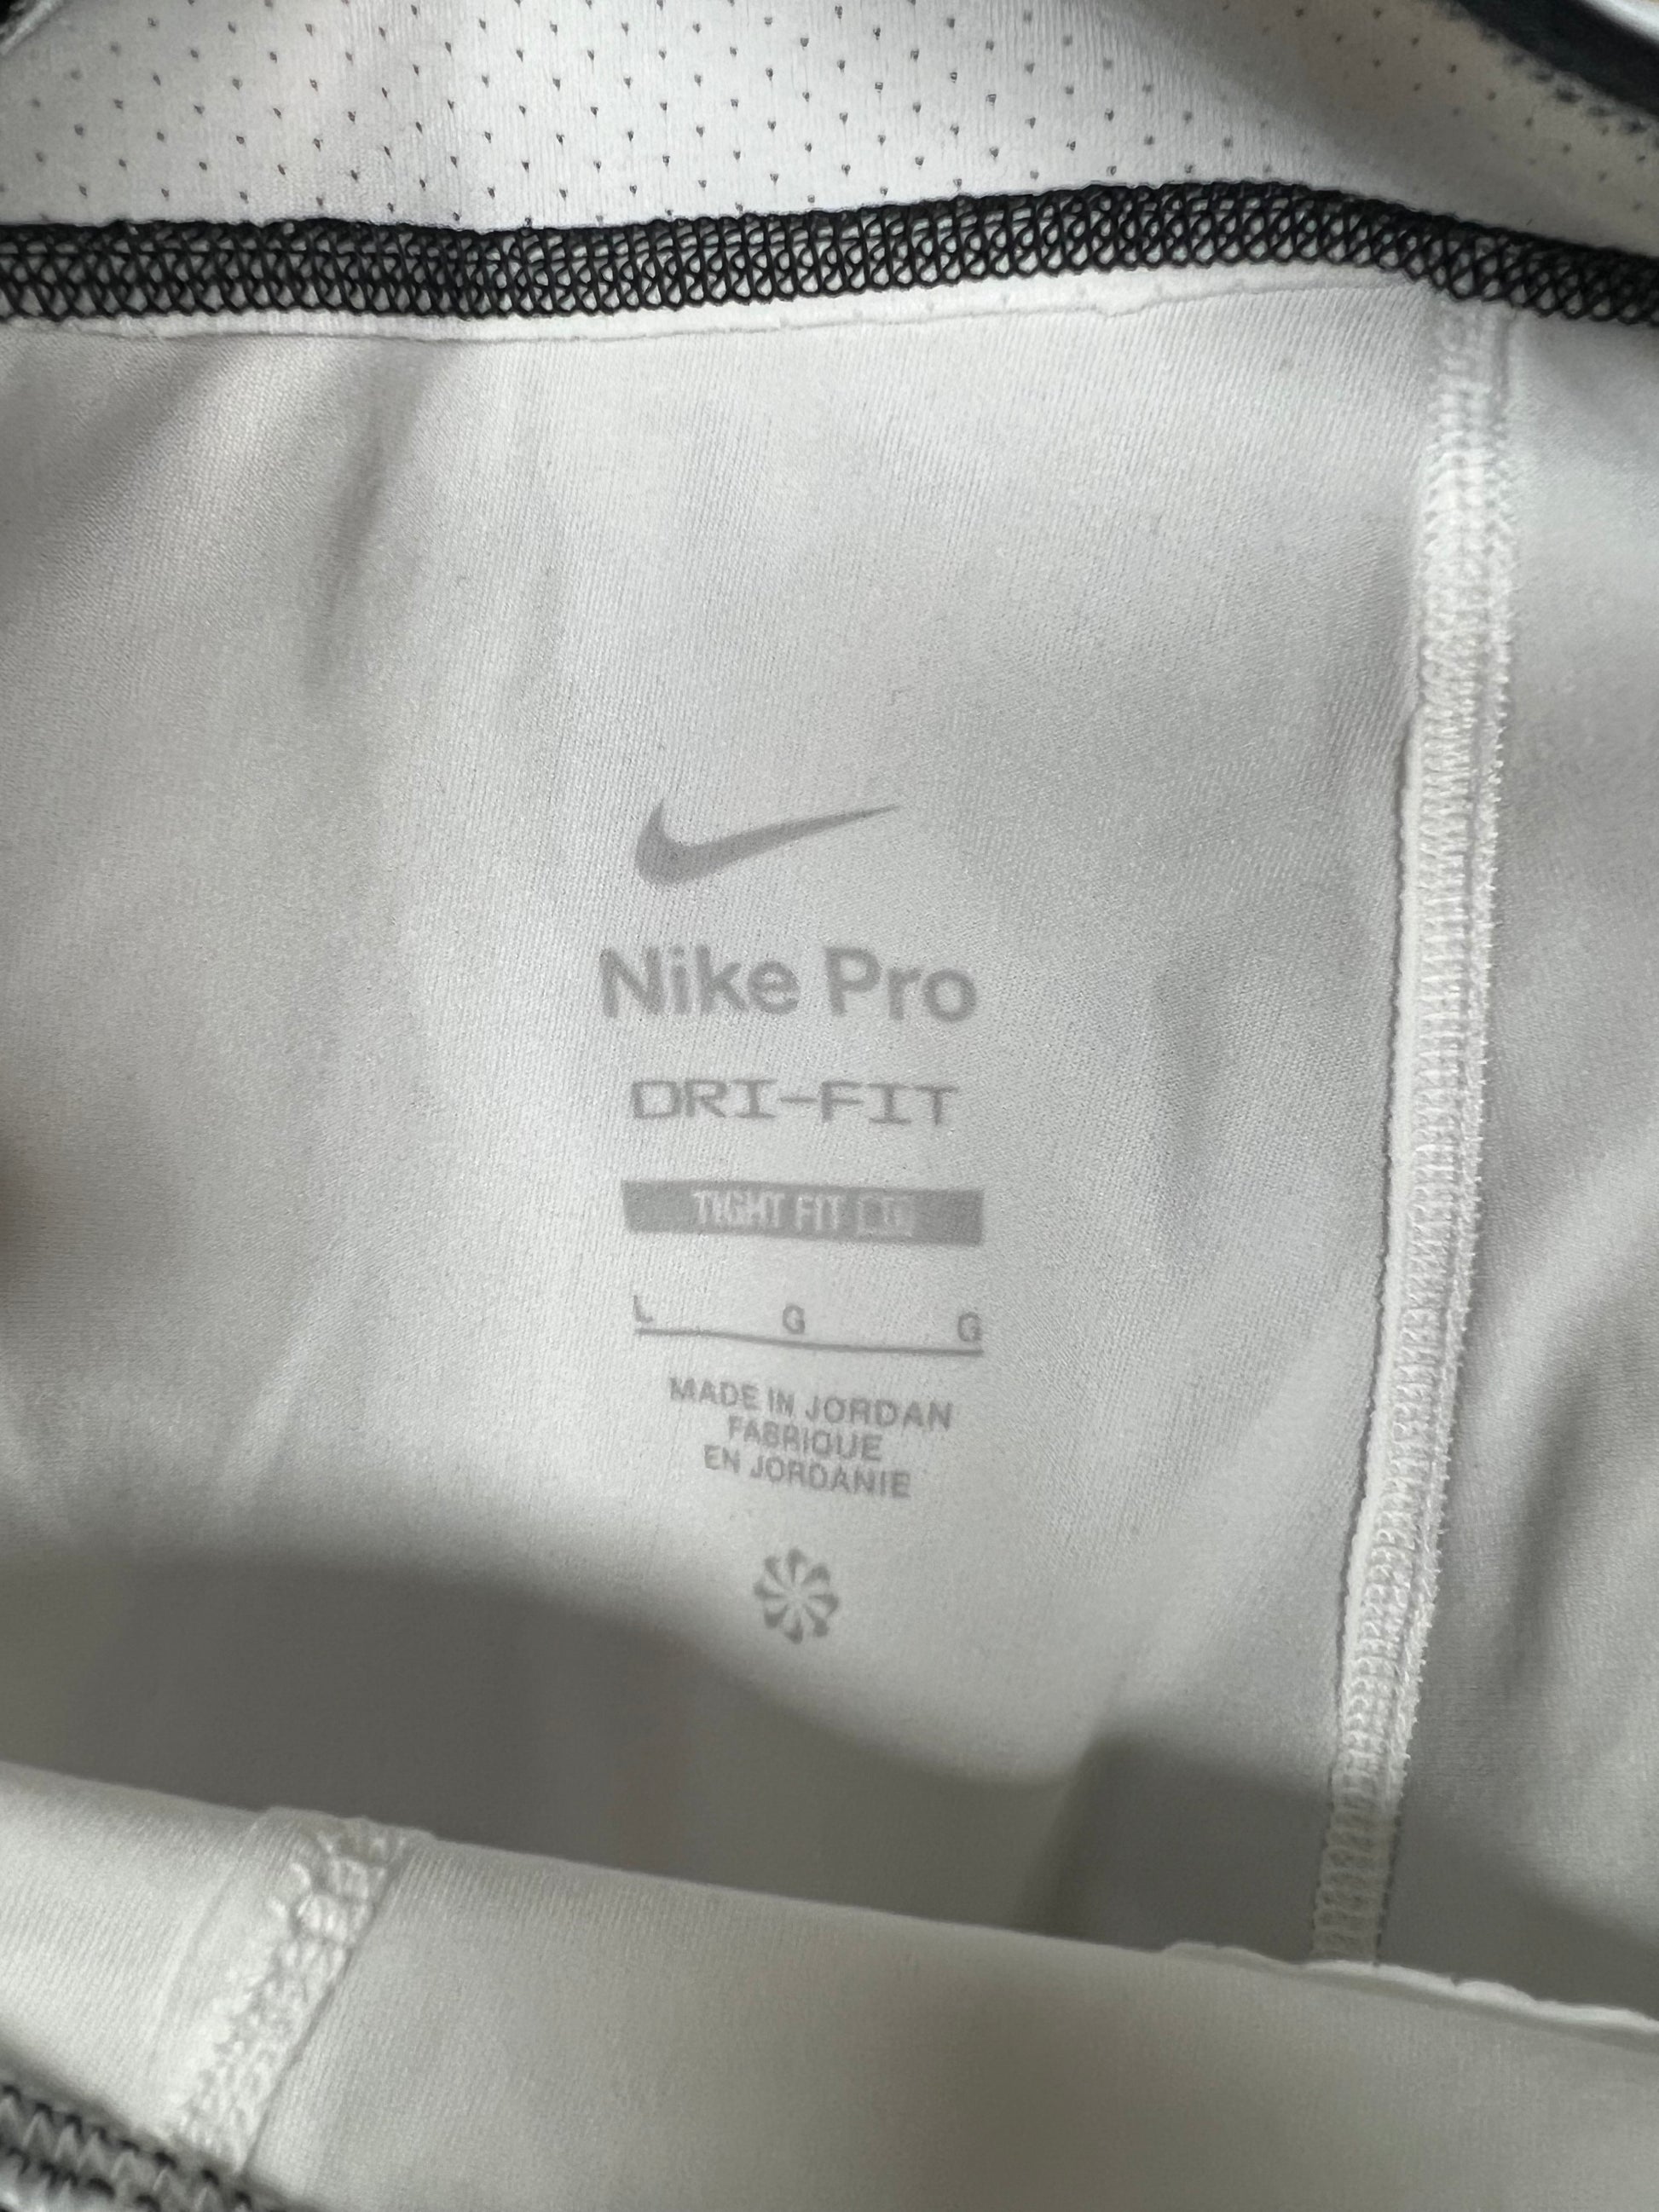 Nike Pro
DRI-FIT
TIGHT FIT
L G G
MADE IN JORDAN
FABRIQUE
EN JORDANIE